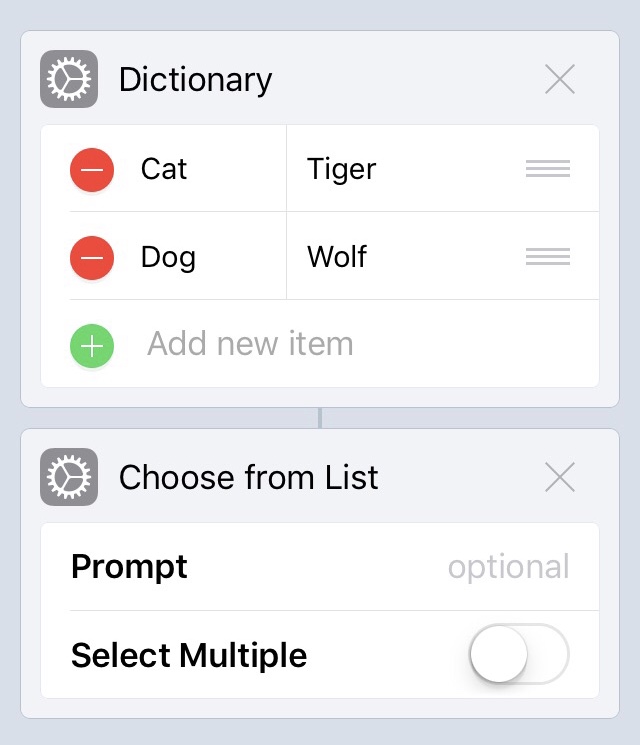 Dictionary
Cat Tiger
Dog Wolf
Add new item
Choose from List
Prompt optional
Select Multiple